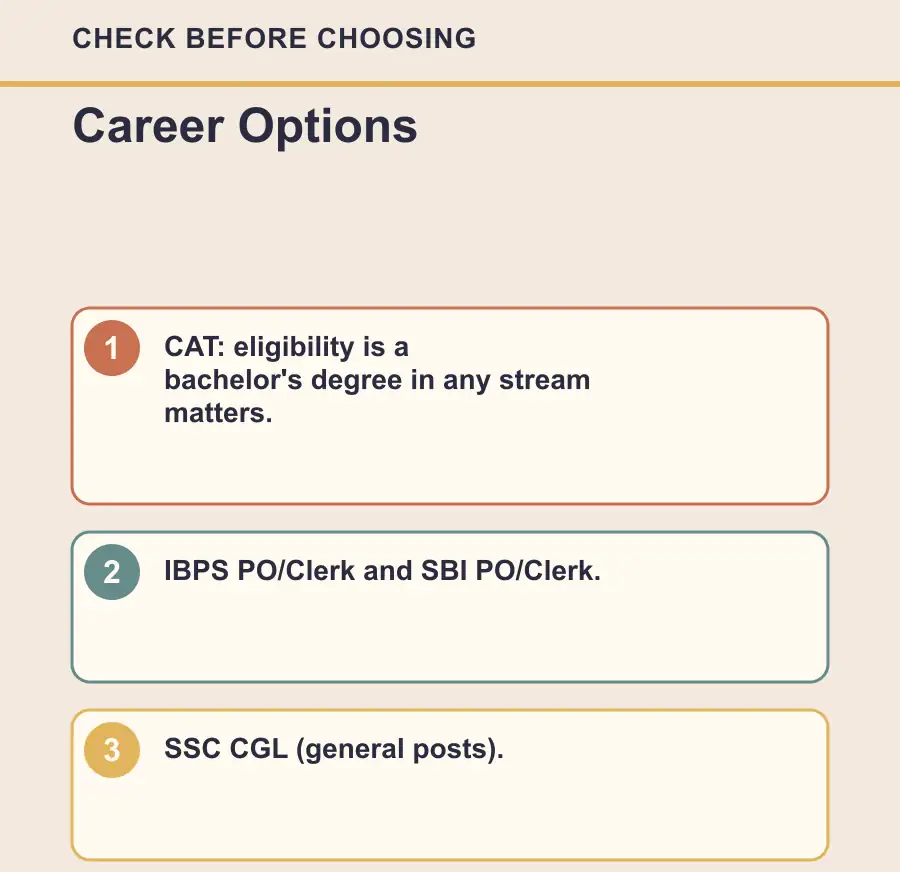 CHECK BEFORE CHOOSING
Career Options
1
CAT: eligibility is a
bachelor's degree in any stream
matters.
2
IBPS PO/Clerk and SBI PO/Clerk.
3
SSC CGL (general posts).